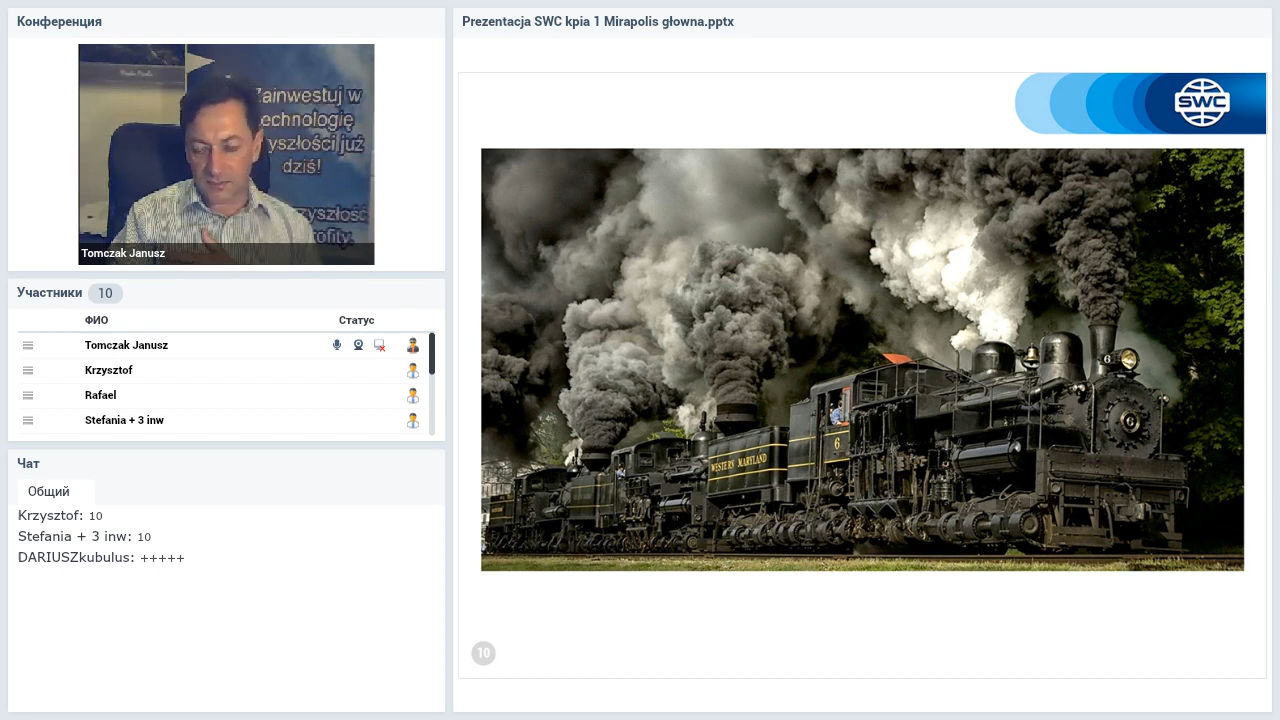 Конференция
Zainwestuj w
technologię
dziś!
Tomczak Janusz
Участники 10
ФИО Статус
Tomczak Janusz
Krzysztof
Rafael
Stefania + 3 inw
Чат
Общий
Krzysztof: 10
Stefania + 3 inw: 10
DARIUSZkubulus: +++++
Prezentacja SWC kpia 1 Mirapolis głowna.pptx
SWC
6
WESTERN MARYLAND
6
6
10